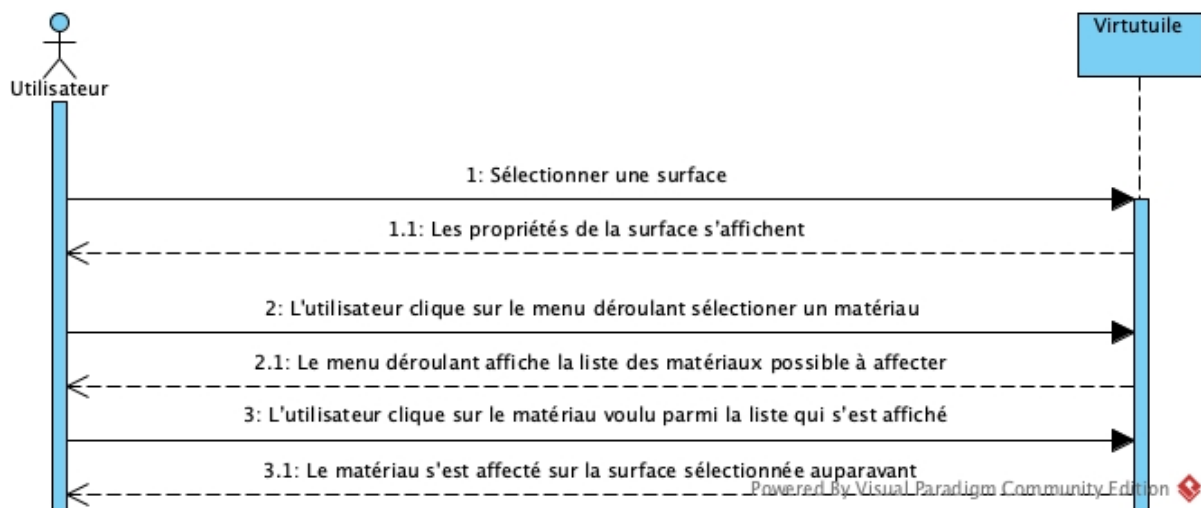 Virtutuile
Utilisateur
1: Sélectionner une surface
1.1: Les propriétés de la surface s'affichent
2: L'utilisateur clique sur le menu déroulant sélectioner un matériau
2.1: Le menu déroulant affiche la liste des matériaux possible à affecter
3: L'utilisateur clique sur le matériau voulu parmi la liste qui s'est affiché
3.1: Le matériau s'est affecté sur la surface sélectionnée auparavant
Powered By Visual Paradigm Community Edition